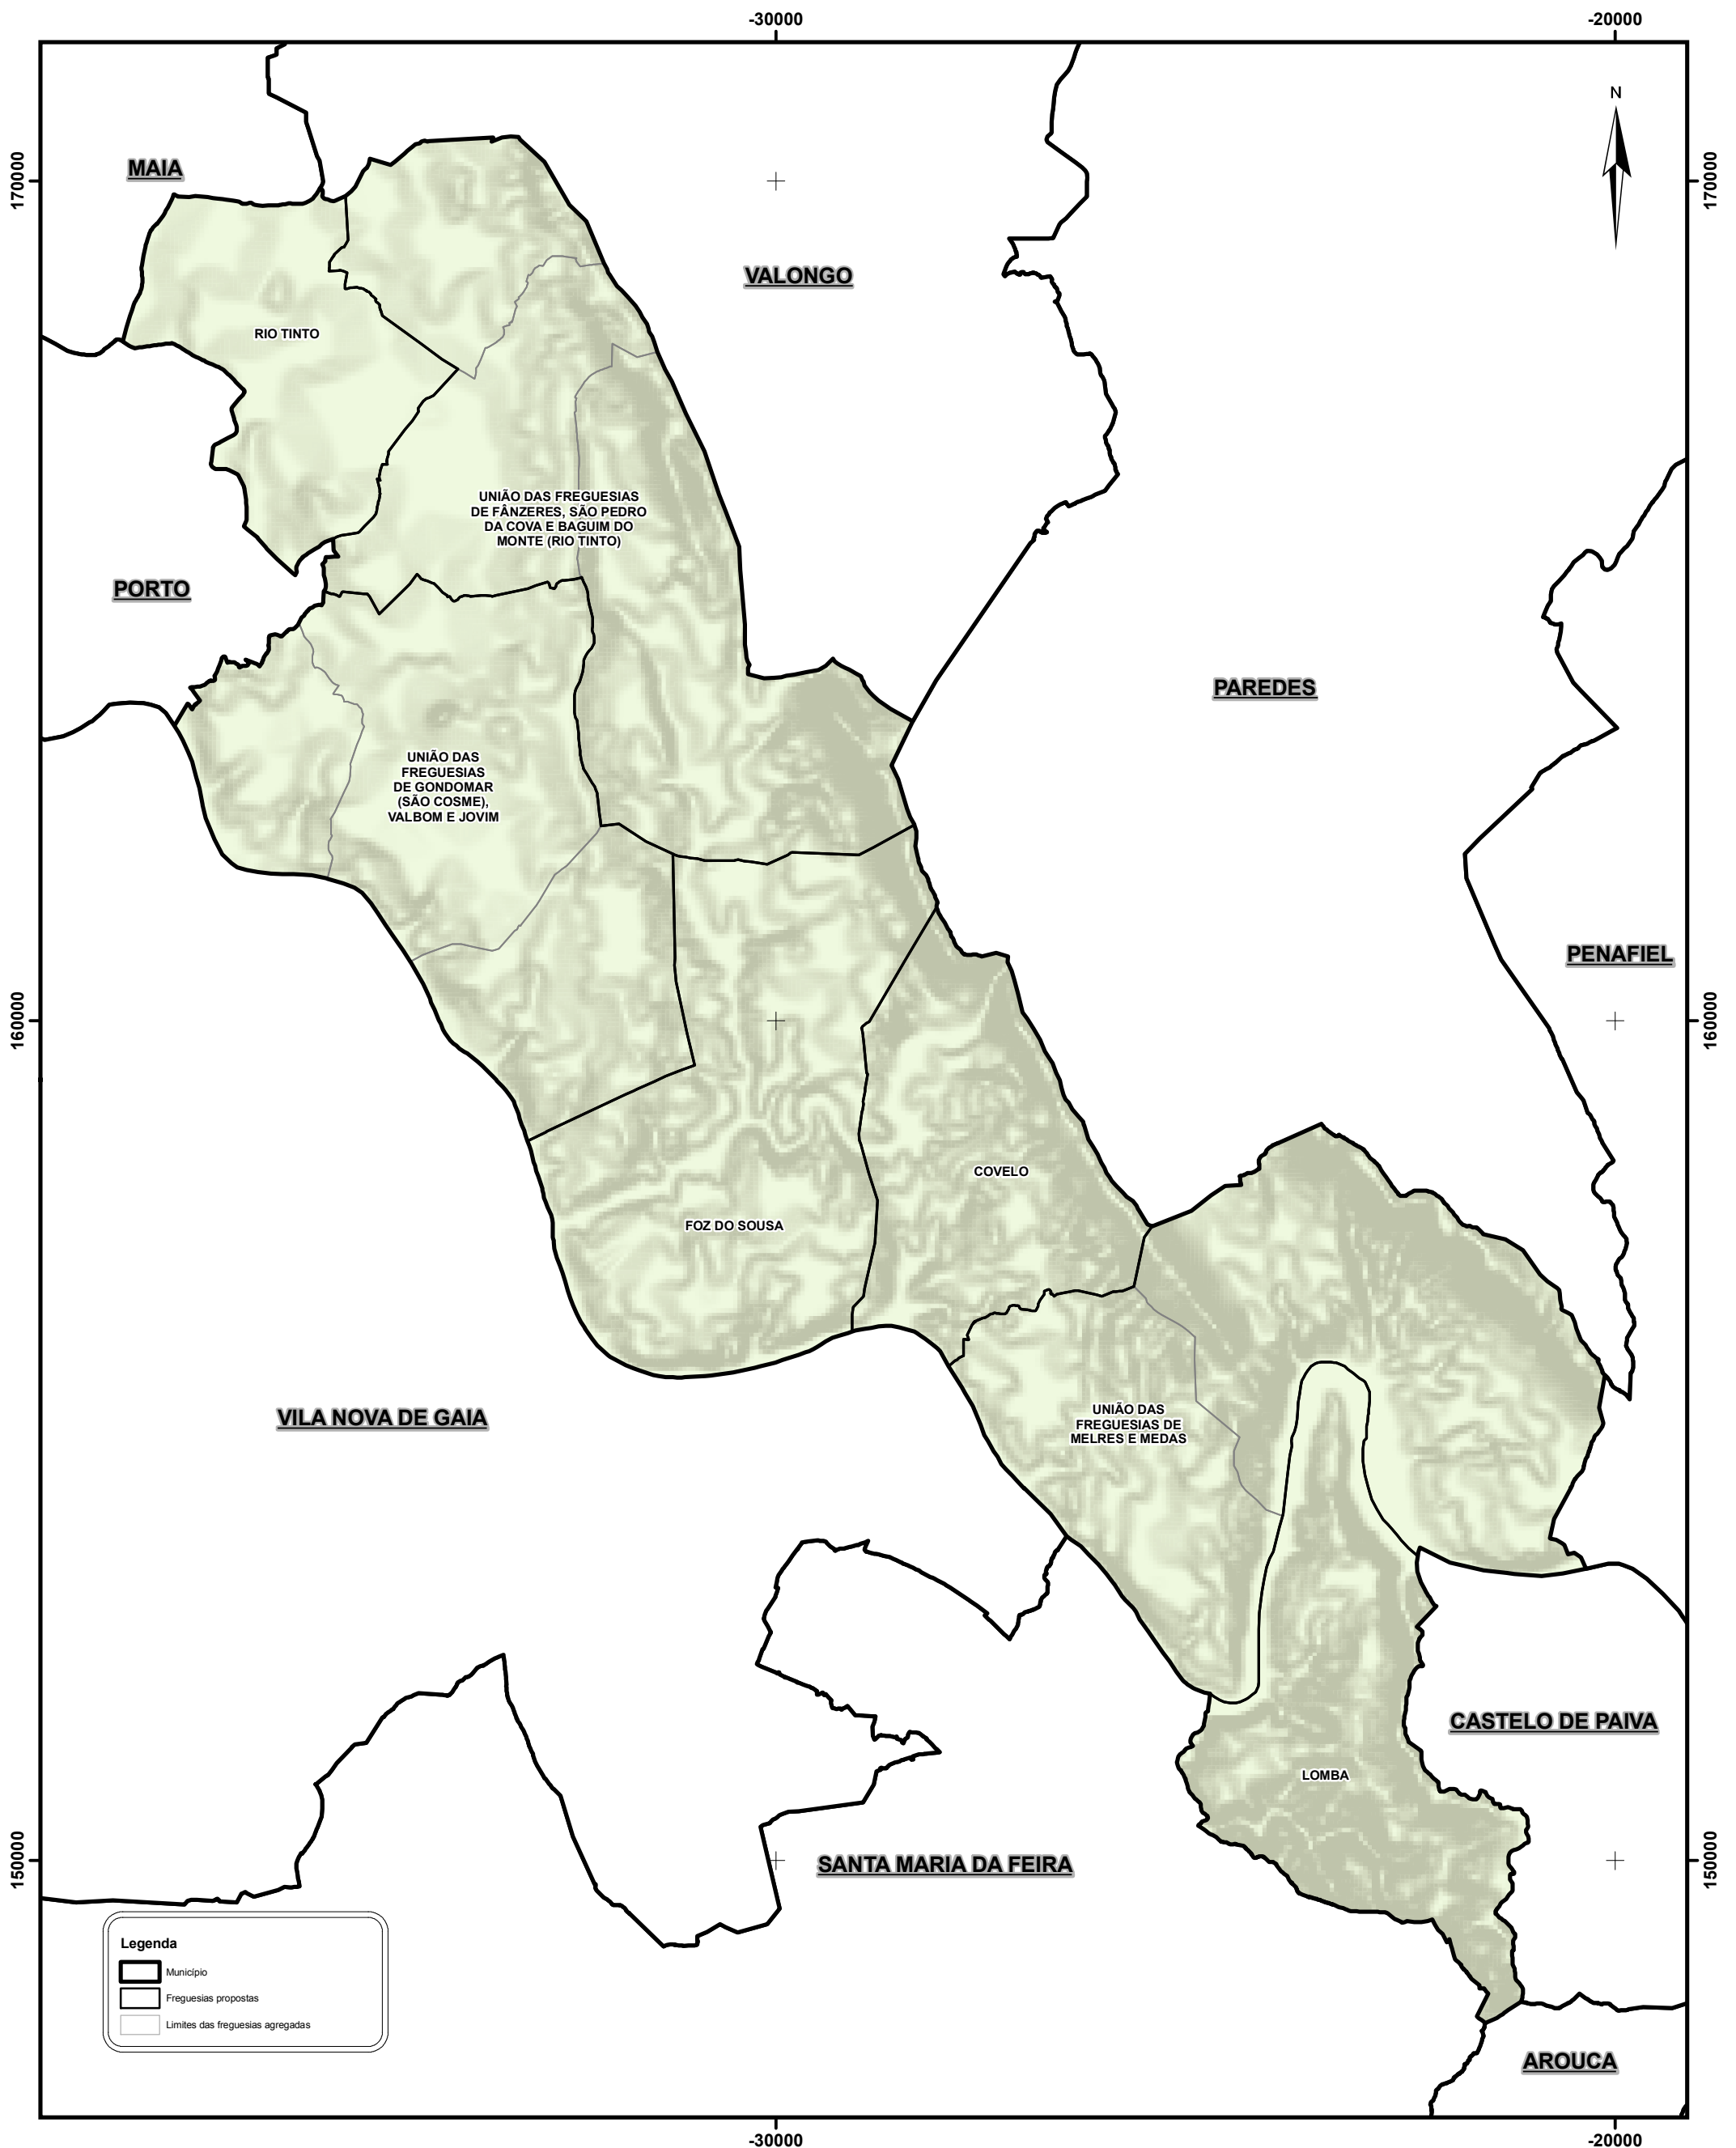 -30000
-20000
N
MAIA
170000
170000
VALONGO
RIO TINTO
UNIÃO DAS FREGUESIAS
DE FÂNZERES, SÃO PEDRO
DA COVA E BAGUIM DO
MONTE (RIO TINTO)
PORTO
PAREDES
UNIÃO DAS
FREGUESIAS
DE GONDOMAR
(SÃO COSME),
VALBOM E JOVIM
PENAFIEL
160000
160000
COVELO
FOZ DO SOUSA
VILA NOVA DE GAIA
UNIÃO DAS
FREGUESIAS DE
MELRES E MEDAS
CASTELO DE PAIVA
LOMBA
150000
150000
SANTA MARIA DA FEIRA
Legenda
Município
Freguesias propostas
Limites das freguesias agregadas
AROUCA
-30000
-20000